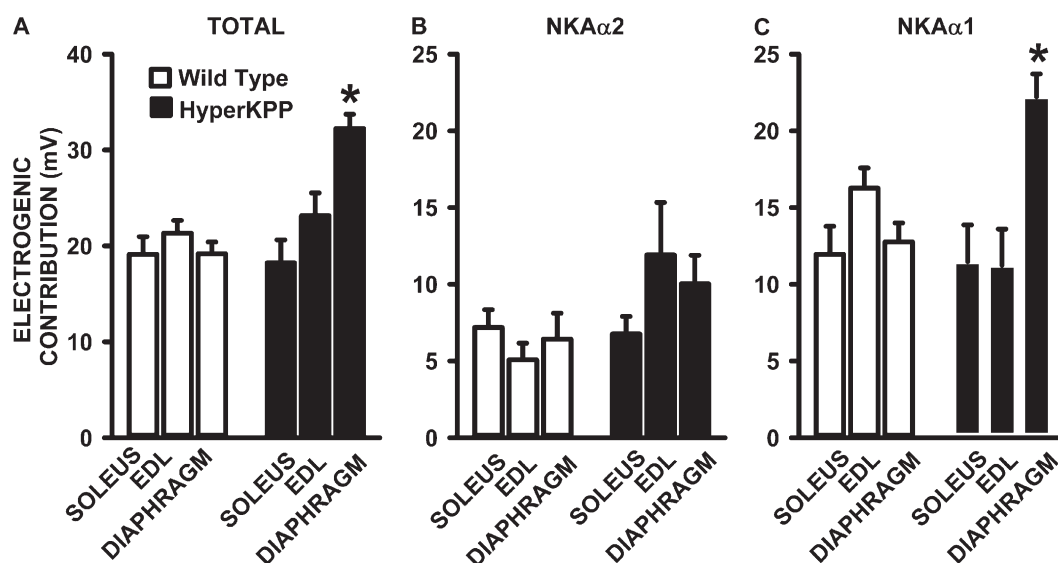 A TOTAL
B NKAα2
C NKAα1
ELECTROGENIC
CONTRIBUTION (mV)
40
30
20
10
0
Wild Type
HyperKPP
*
SOLEUS
EDL
DIAPHRAGM
SOLEUS
EDL
DIAPHRAGM
25
20
15
10
5
0
SOLEUS
EDL
DIAPHRAGM
SOLEUS
EDL
DIAPHRAGM
25
20
15
10
5
0
*
SOLEUS
EDL
DIAPHRAGM
SOLEUS
EDL
DIAPHRAGM